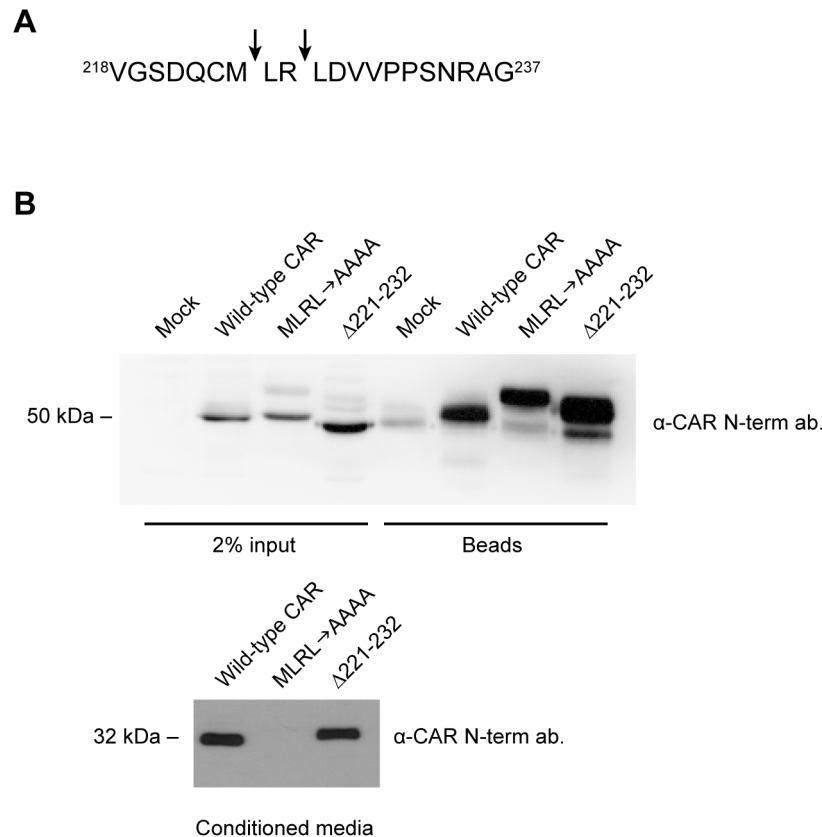 A
218VGSDQCM LR LDVVPPSNRAG237
B
Mock Wild-type CAR MLRL→AAAA Δ221-232 Mock Wild-type CAR MLRL→AAAA Δ221-232
50 kDa –
α-CAR N-term ab.
2% input Beads
Wild-type CAR MLRL→AAAA Δ221-232
32 kDa –
α-CAR N-term ab.
Conditioned media